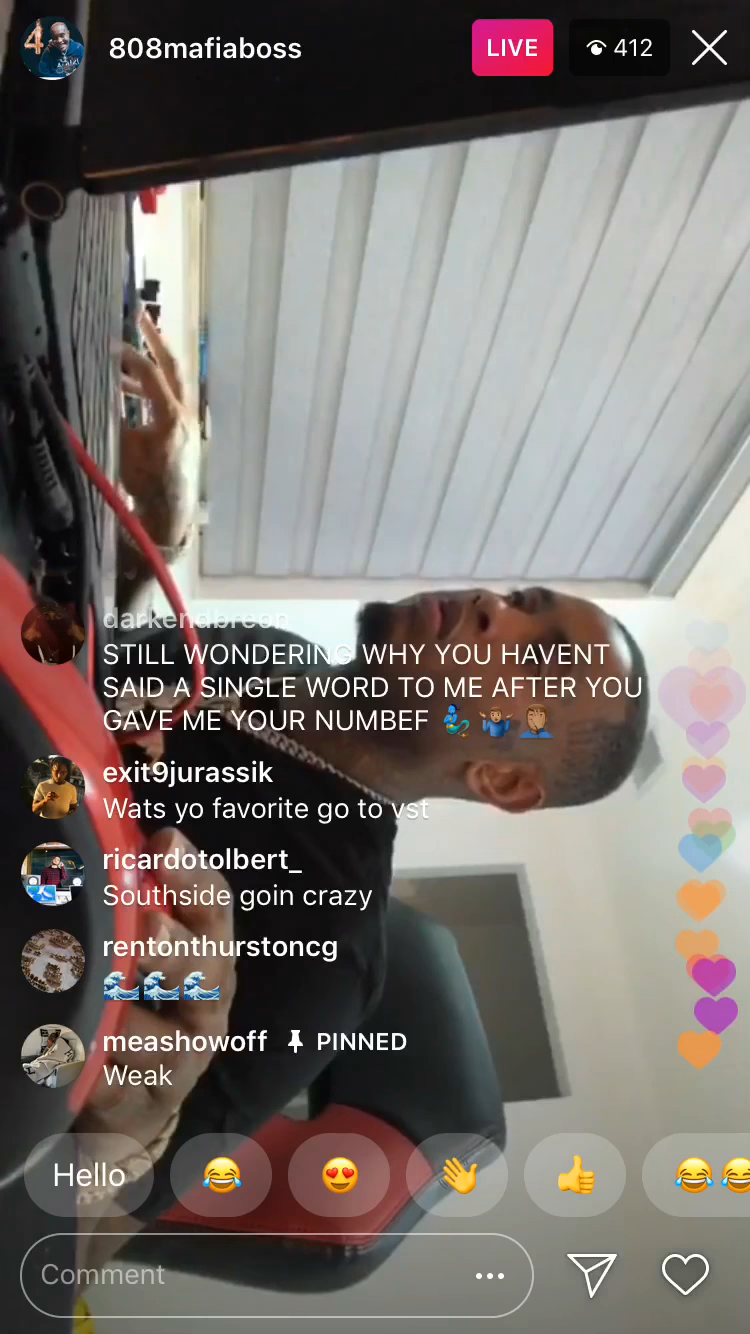 808mafiaboss
LIVE
412
darkendbreon
STILL WONDERING WHY YOU HAVENT
SAID A SINGLE WORD TO ME AFTER YOU
GAVE ME YOUR NUMBEF 🧞‍♂️ 🤷🏽‍♂️ 🤦🏽‍♂️
exit9jurassik
Wats yo favorite go to vst
ricardotolbert_
Southside goin crazy
rentonthurstoncg
🌊🌊🌊
meashowoff 📌 PINNED
Weak
Hello 😂 😍 👋 👍 😂😂
Comment